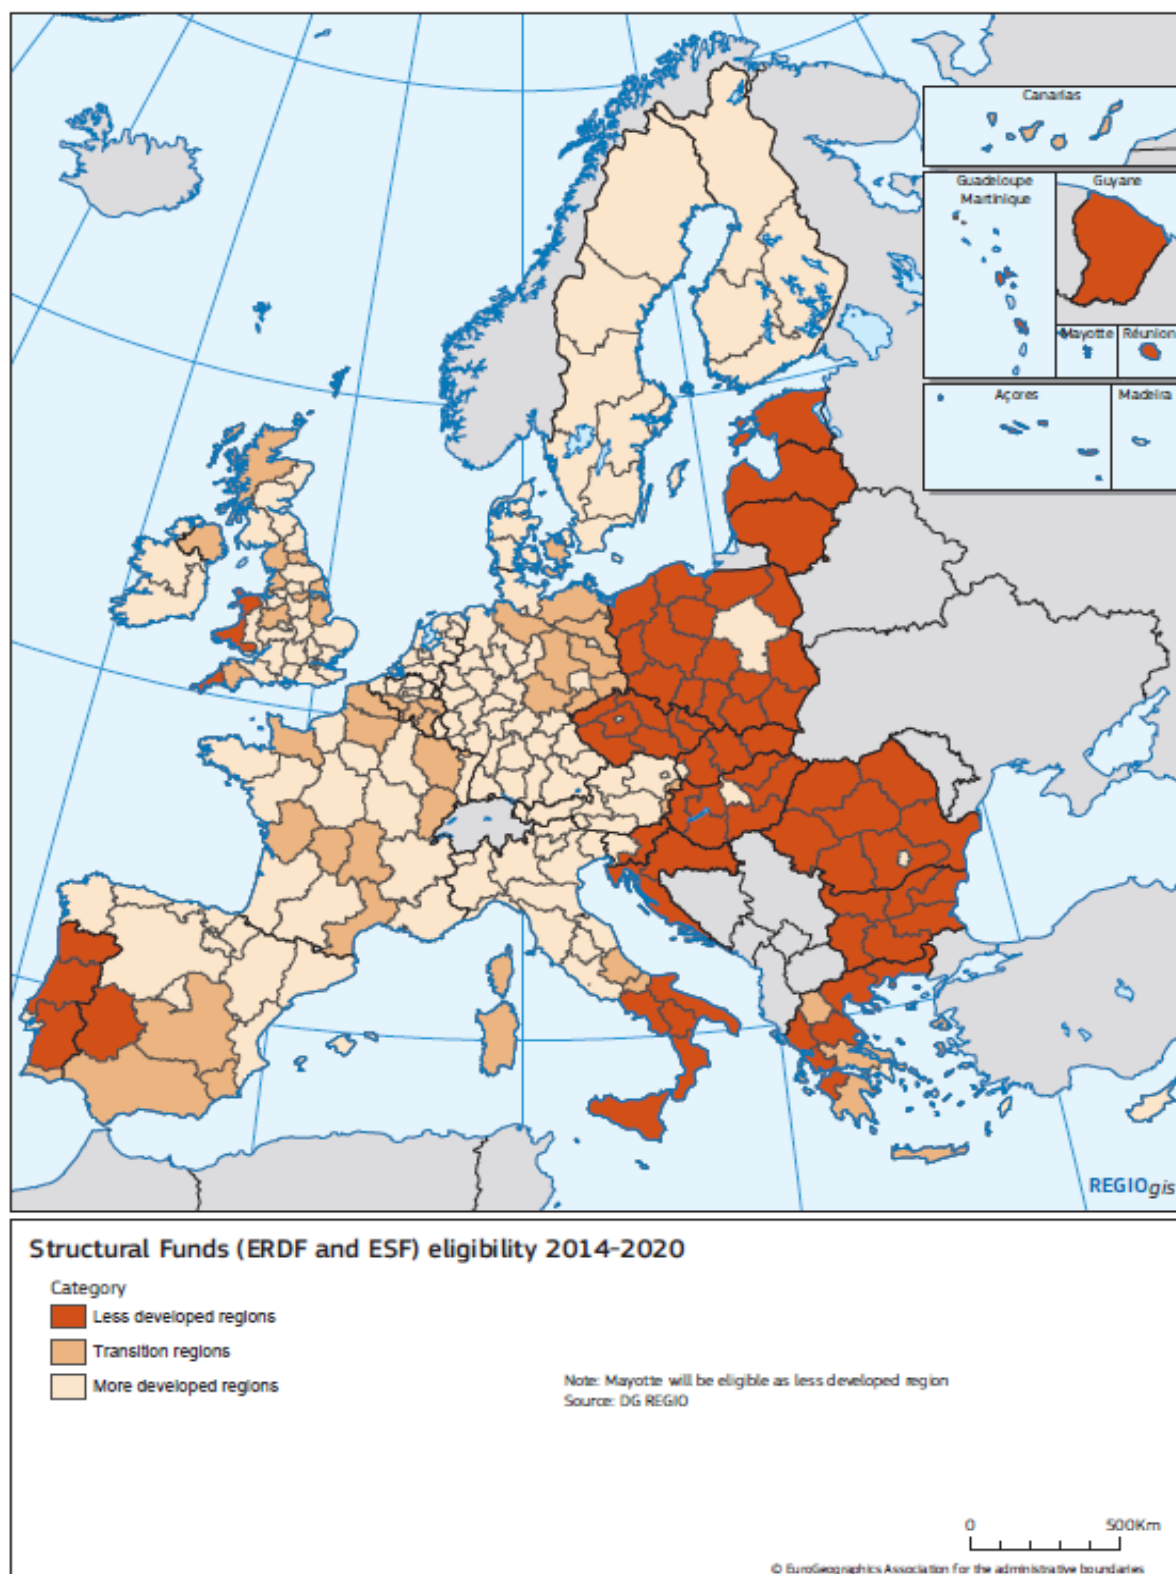 Canarias
Guadeloupe
Martinique
Guyane
Mayotte
Réunion
Açores
Madeira
REGIOgis
Structural Funds (ERDF and ESF) eligibility 2014-2020
Category
Less developed regions
Transition regions
More developed regions
Note: Mayotte will be eligible as less developed region
Source: DG REGIO
0 500Km
© EuroGeographics Association for the administrative boundaries